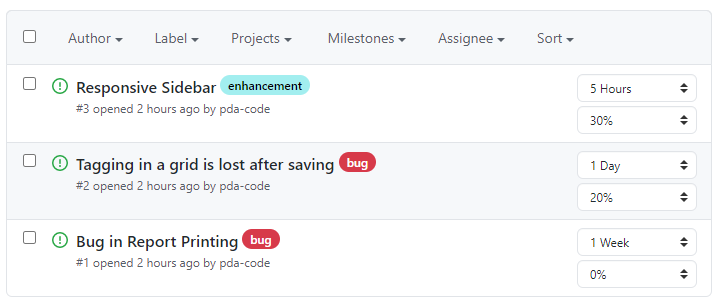 Author Label Projects Milestones Assignee Sort
Responsive Sidebar enhancement 5 Hours
#3 opened 2 hours ago by pda-code 30%
Tagging in a grid is lost after saving bug 1 Day
#2 opened 2 hours ago by pda-code 20%
Bug in Report Printing bug 1 Week
#1 opened 2 hours ago by pda-code 0%